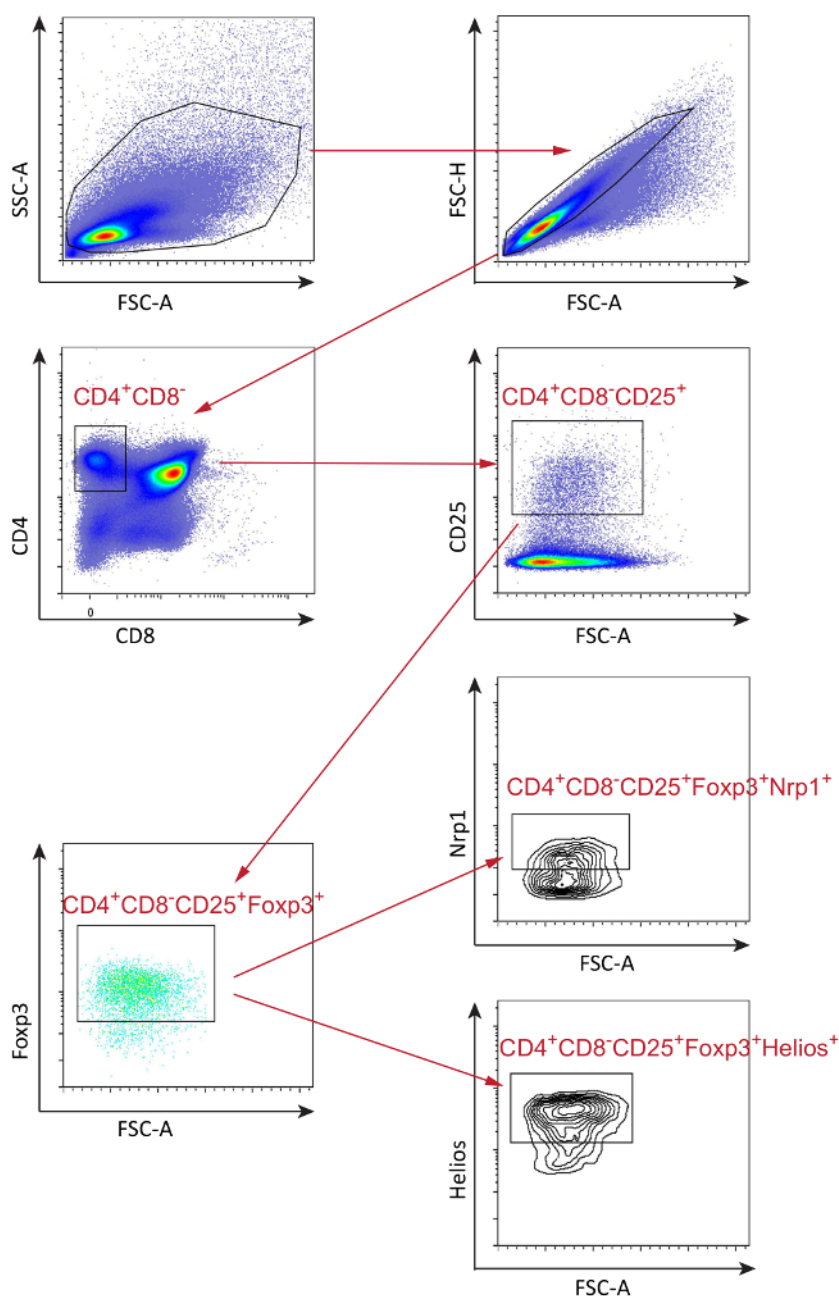 SSC-A
FSC-A
FSC-H
FSC-A
CD4⁺CD8⁻
CD4
0
CD8
CD4⁺CD8⁻CD25⁺
CD25
FSC-A
CD4⁺CD8⁻CD25⁺Foxp3⁺
Foxp3
FSC-A
CD4⁺CD8⁻CD25⁺Foxp3⁺Nrp1⁺
Nrp1
FSC-A
CD4⁺CD8⁻CD25⁺Foxp3⁺Helios⁺
Helios
FSC-A